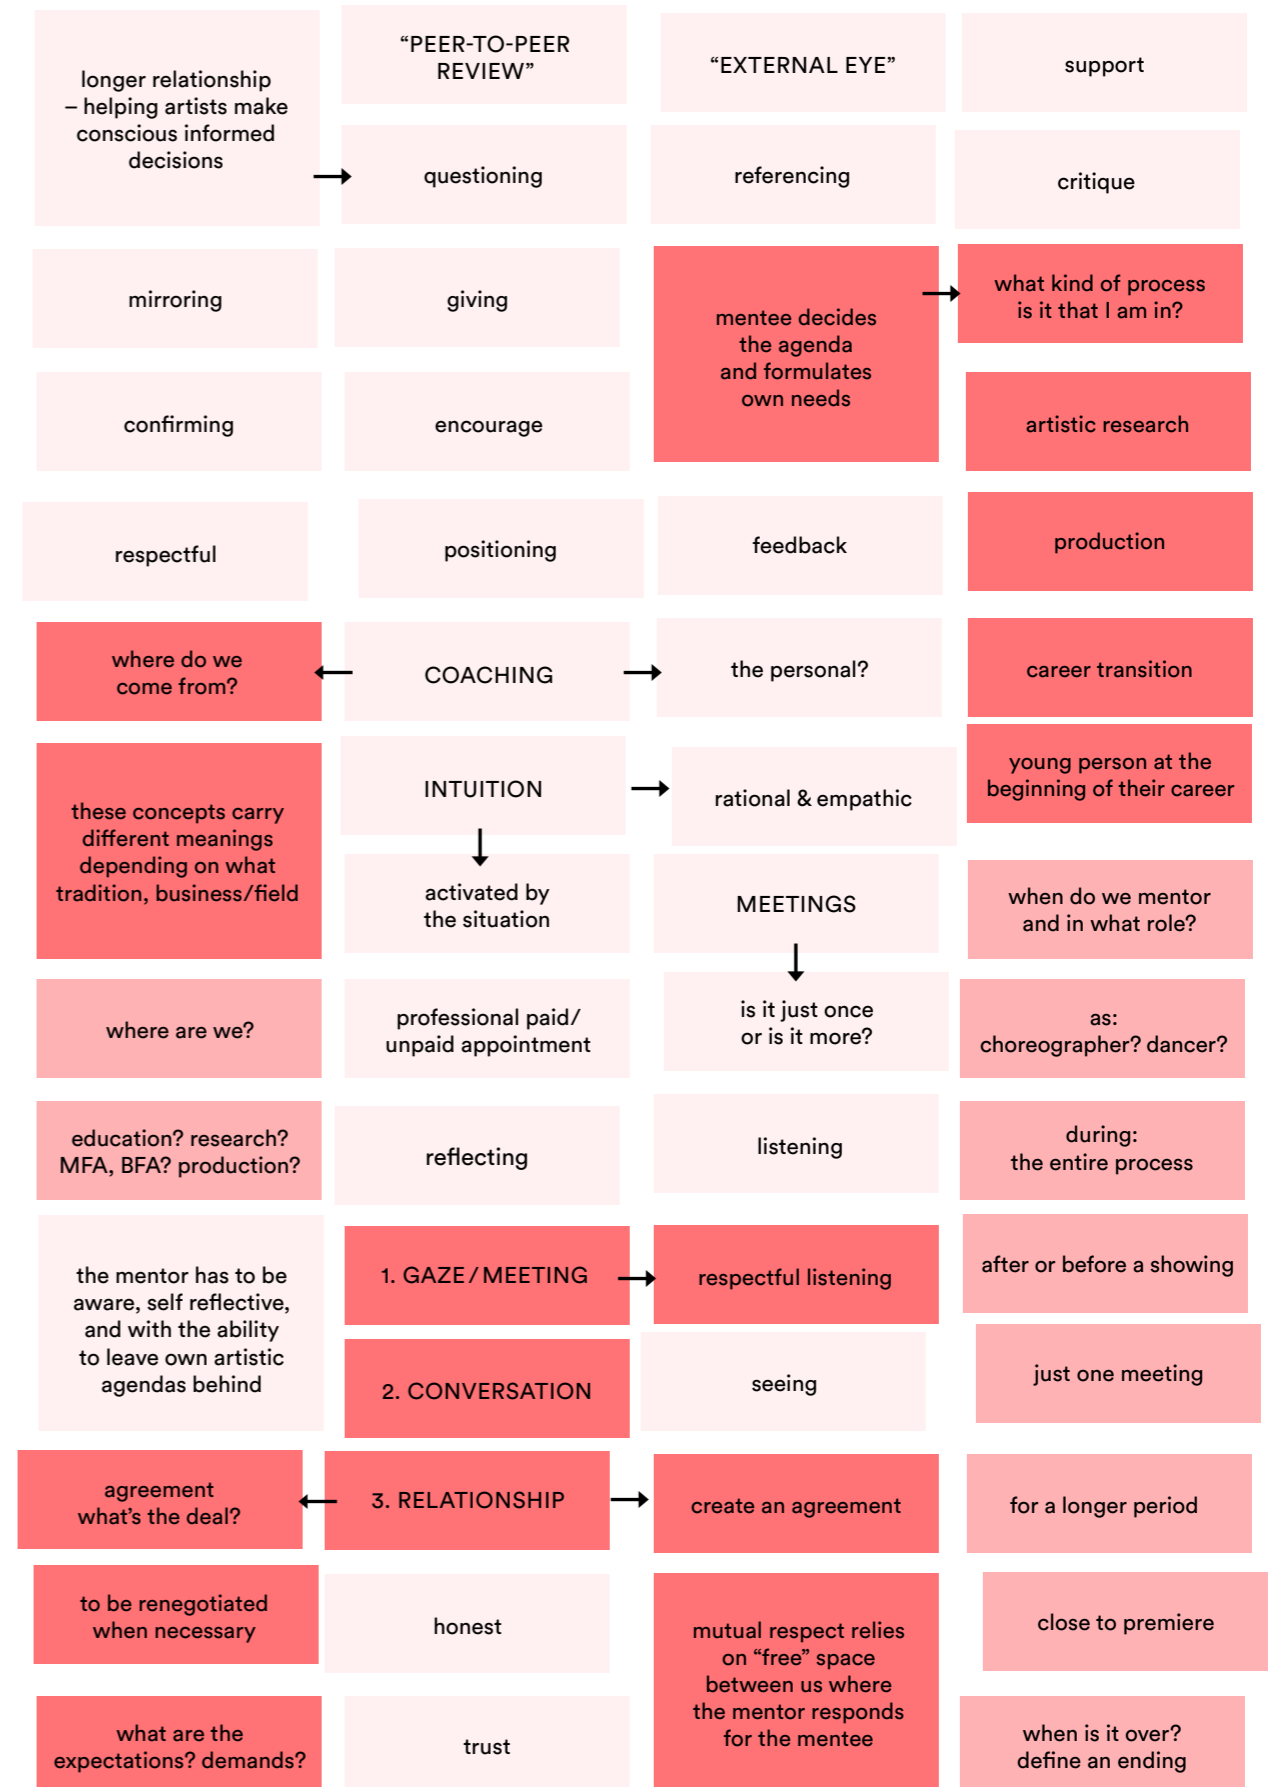 longer relationship
– helping artists make
conscious informed
decisions
“PEER-TO-PEER
REVIEW”
“EXTERNAL EYE”
support
questioning
referencing
critique
mirroring
giving
mentee decides
the agenda
and formulates
own needs
what kind of process
is it that I am in?
confirming
encourage
artistic research
respectful
positioning
feedback
production
where do we
come from?
COACHING
the personal?
career transition
these concepts carry
different meanings
depending on what
tradition, business/field
INTUITION
rational & empathic
young person at the
beginning of their career
activated by
the situation
MEETINGS
when do we mentor
and in what role?
where are we?
professional paid/
unpaid appointment
is it just once
or is it more?
as:
choreographer? dancer?
education? research?
MFA, BFA? production?
reflecting
listening
during:
the entire process
the mentor has to be
aware, self reflective,
and with the ability
to leave own artistic
agendas behind
1. GAZE/MEETING
respectful listening
after or before a showing
2. CONVERSATION
seeing
just one meeting
agreement
what’s the deal?
3. RELATIONSHIP
create an agreement
for a longer period
to be renegotiated
when necessary
honest
mutual respect relies
on “free” space
between us where
the mentor responds
for the mentee
close to premiere
what are the
expectations? demands?
trust
when is it over?
define an ending